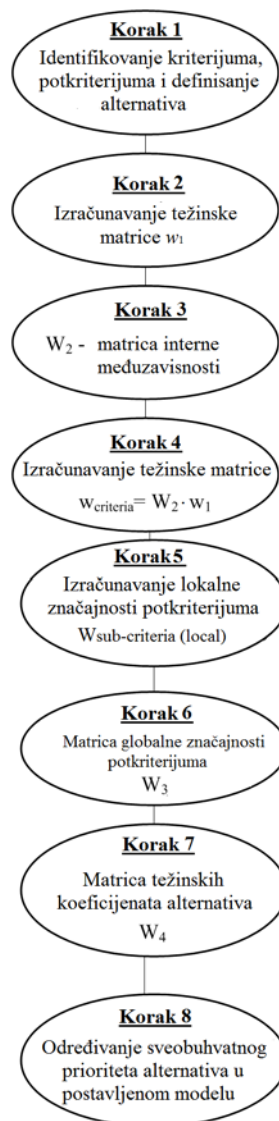 Korak 1
Identifikovanje kriterijuma,
potkriterijuma i definisanje
alternativa
Korak 2
Izračunavanje težinske
matrice w₁
Korak 3
W₂ - matrica interne
međuzavisnosti
Korak 4
Izračunavanje težinske matrice
wcriteria= W₂ · w₁
Korak 5
Izračunavanje lokalne
značajnosti potkriterijuma
Wsub-criteria (local)
Korak 6
Matrica globalne značajnosti
potkriterijuma
W₃
Korak 7
Matrica težinskih
koeficijenata alternativa
W₄
Korak 8
Određivanje sveobuhvatnog
prioriteta alternativa u
postavljenom modelu